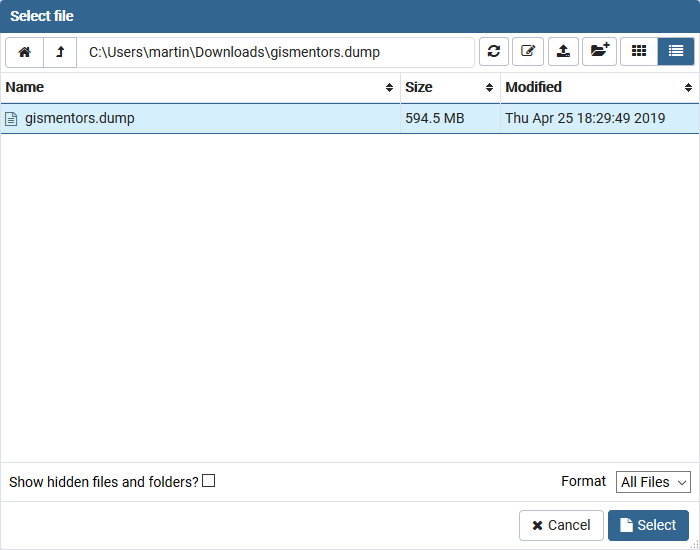 Select file
C:\Users\martin\Downloads\gismentors.dump
Name Size Modified
gismentors.dump 594.5 MB Thu Apr 25 18:29:49 2019
Show hidden files and folders? Format All Files
Cancel Select